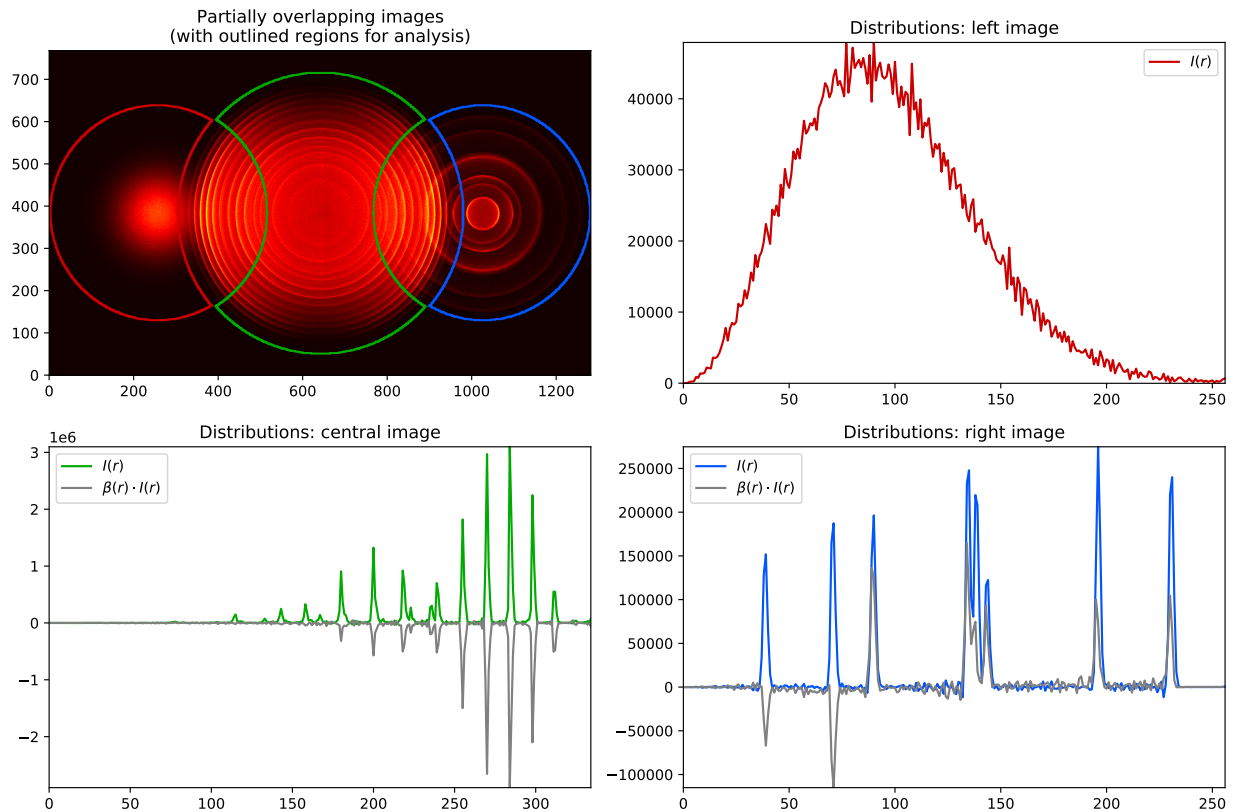 Partially overlapping images
(with outlined regions for analysis)
700
600
500
400
300
200
100
0
0 200 400 600 800 1000 1200
Distributions: left image
I(r)
40000
30000
20000
10000
0
0 50 100 150 200 250
Distributions: central image
1e6
I(r)
β(r) · I(r)
3
2
1
0
−1
−2
0 50 100 150 200 250 300
Distributions: right image
I(r)
β(r) · I(r)
250000
200000
150000
100000
50000
0
−50000
−100000
0 50 100 150 200 250